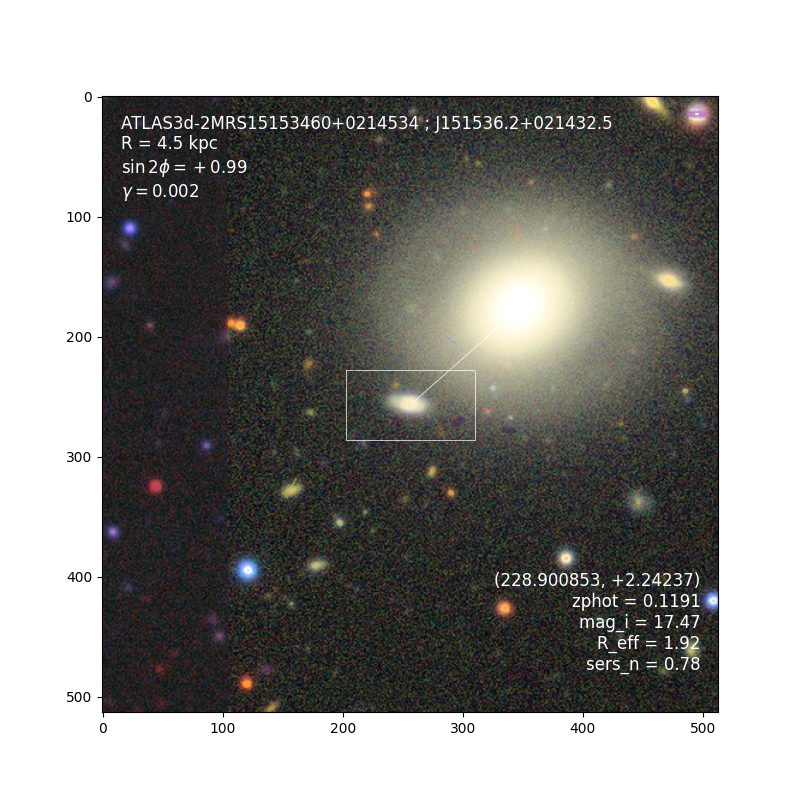 ATLAS3d-2MRS15153460+0214534 ; J151536.2+021432.5
R = 4.5 kpc
sin 2ϕ = +0.99
γ = 0.002
(228.900853, +2.24237)
zphot = 0.1191
mag_i = 17.47
R_eff = 1.92
sers_n = 0.78
0
100
200
300
400
500
0 100 200 300 400 500